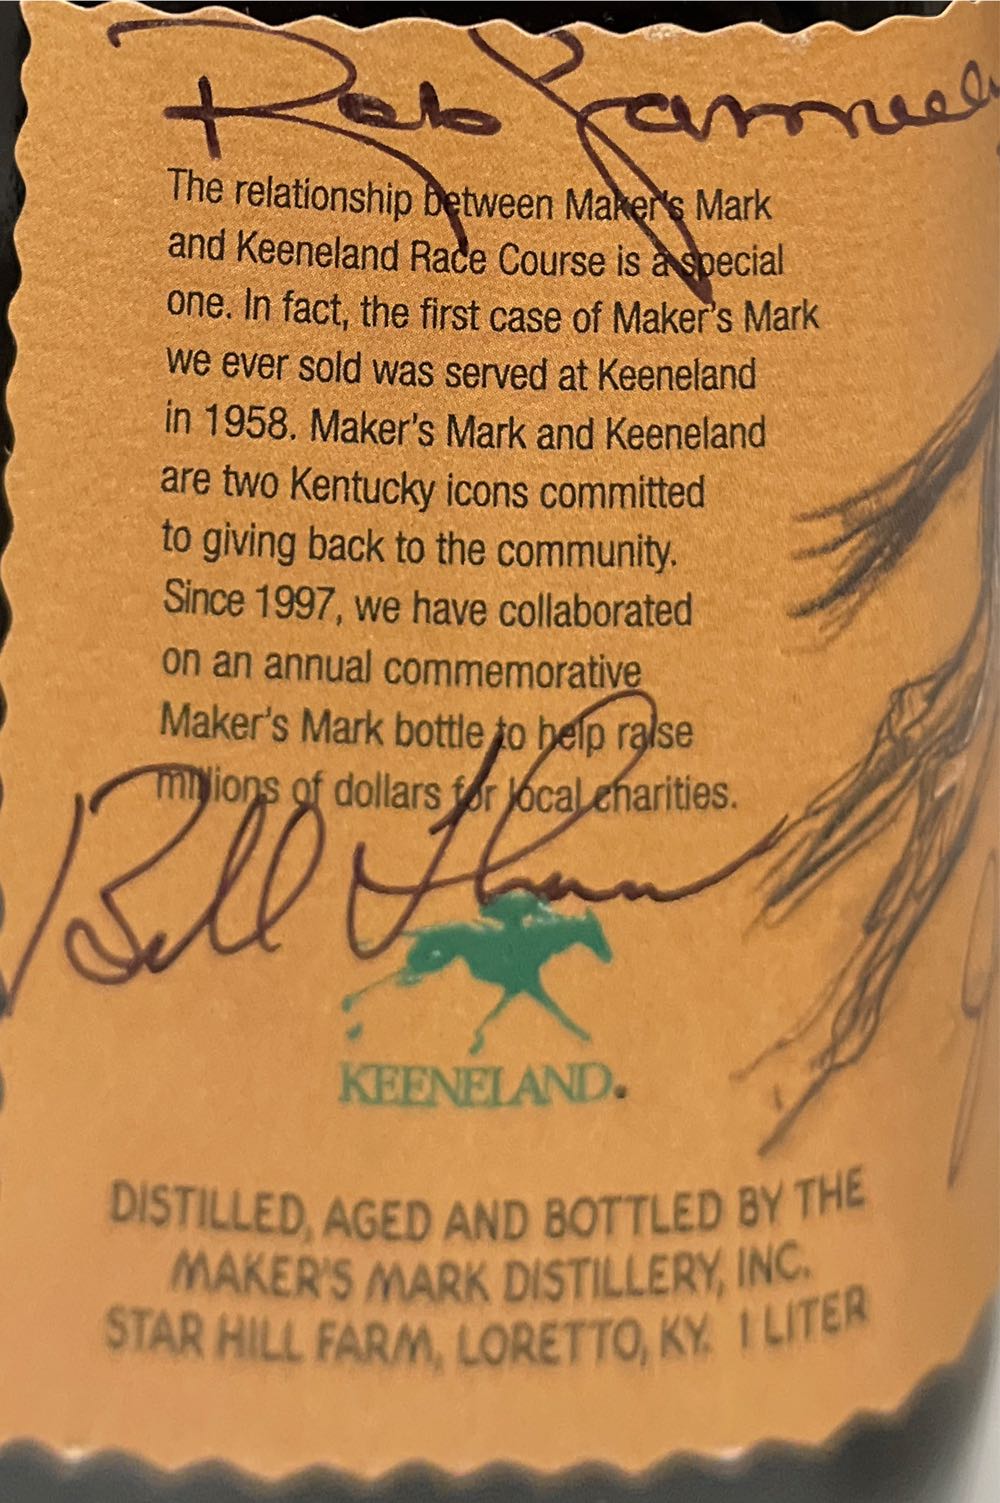 Rob Samuels
The relationship between Maker's Mark
and Keeneland Race Course is a special
one. In fact, the first case of Maker's Mark
we ever sold was served at Keeneland
in 1958. Maker's Mark and Keeneland
are two Kentucky icons committed
to giving back to the community.
Since 1997, we have collaborated
on an annual commemorative
Maker's Mark bottle to help raise
millions of dollars for local charities.
Bill
KEENELAND.
DISTILLED, AGED AND BOTTLED BY THE
MAKER'S MARK DISTILLERY, INC.
STAR HILL FARM, LORETTO, KY. 1 LITER